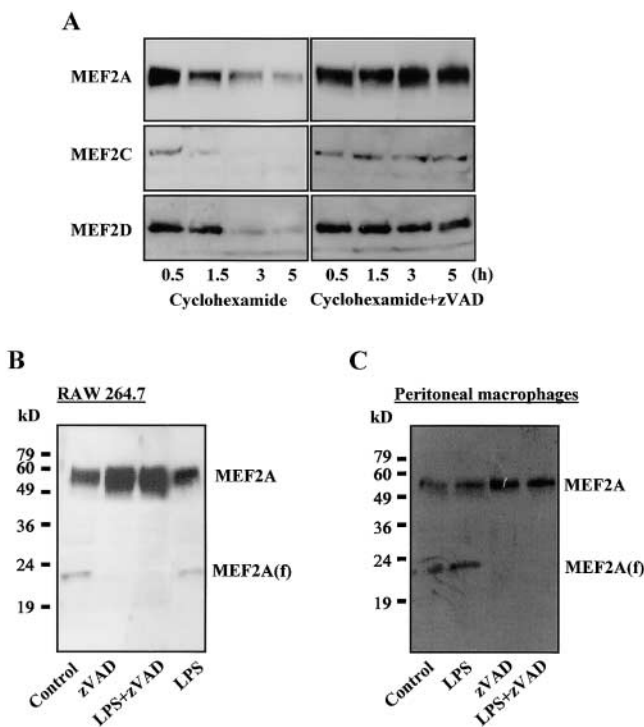 A
MEF2A
MEF2C
MEF2D
0.5 1.5 3 5 (h) 0.5 1.5 3 5
Cyclohexamide Cyclohexamide+zVAD
B
RAW 264.7
kD
79
60
49
36
24
19
MEF2A
MEF2A(f)
Control zVAD LPS+zVAD LPS
C
Peritoneal macrophages
kD
79
60
49
36
24
19
MEF2A
MEF2A(f)
Control LPS zVAD LPS+zVAD